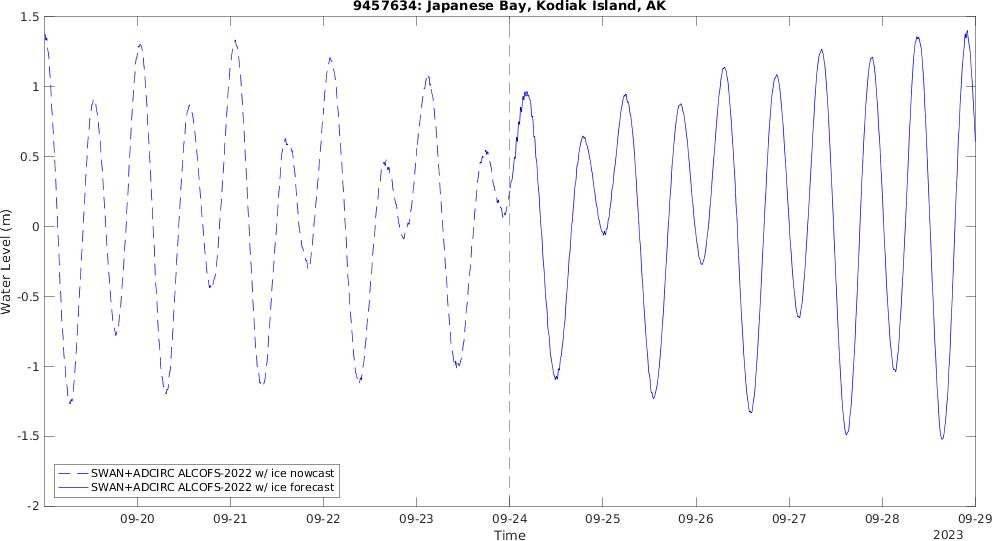 9457634: Japanese Bay, Kodiak Island, AK
1.5
1
0.5
0
-0.5
-1
-1.5
-2
Water Level (m)
SWAN+ADCIRC ALCOFS-2022 w/ ice nowcast
SWAN+ADCIRC ALCOFS-2022 w/ ice forecast
09-20 09-21 09-22 09-23 09-24 09-25 09-26 09-27 09-28 09-29
Time
2023